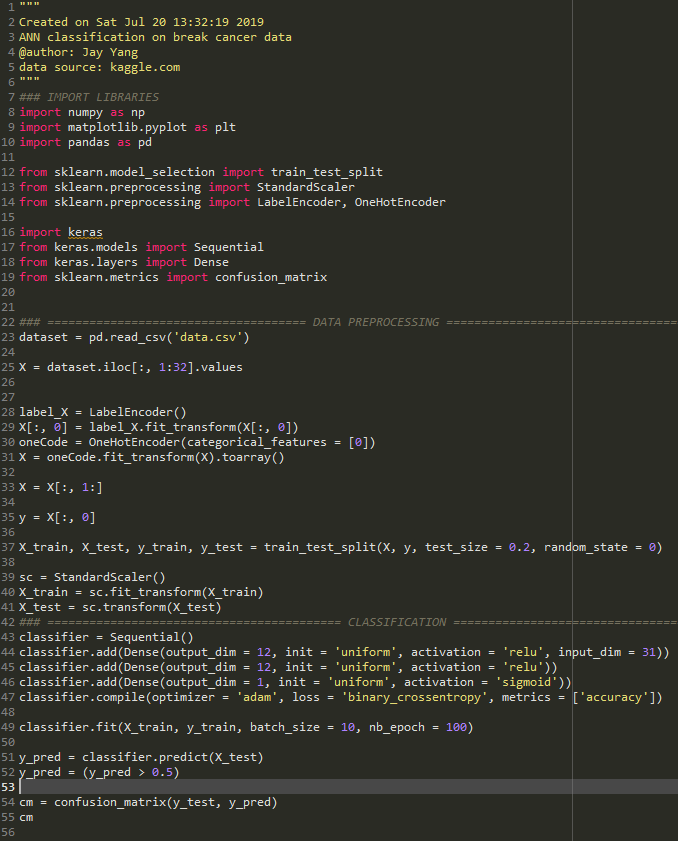 1 """
2 Created on Sat Jul 20 13:32:19 2019
3 ANN classification on break cancer data
4 @author: Jay Yang
5 data source: kaggle.com
6 """
7 ### IMPORT LIBRARIES
8 import numpy as np
9 import matplotlib.pyplot as plt
10 import pandas as pd
11
12 from sklearn.model_selection import train_test_split
13 from sklearn.preprocessing import StandardScaler
14 from sklearn.preprocessing import LabelEncoder, OneHotEncoder
15
16 import keras
17 from keras.models import Sequential
18 from keras.layers import Dense
19 from sklearn.metrics import confusion_matrix
20
21
22 ### ===================================== DATA PREPROCESSING =================================
23 dataset = pd.read_csv('data.csv')
24
25 X = dataset.iloc[:, 1:32].values
26
27
28 label_X = LabelEncoder()
29 X[:, 0] = label_X.fit_transform(X[:, 0])
30 oneCode = OneHotEncoder(categorical_features = [0])
31 X = oneCode.fit_transform(X).toarray()
32
33 X = X[:, 1:]
34
35 y = X[:, 0]
36
37 X_train, X_test, y_train, y_test = train_test_split(X, y, test_size = 0.2, random_state = 0)
38
39 sc = StandardScaler()
40 X_train = sc.fit_transform(X_train)
41 X_test = sc.transform(X_test)
42 ### ========================================== CLASSIFICATION ================================
43 classifier = Sequential()
44 classifier.add(Dense(output_dim = 12, init = 'uniform', activation = 'relu', input_dim = 31))
45 classifier.add(Dense(output_dim = 12, init = 'uniform', activation = 'relu'))
46 classifier.add(Dense(output_dim = 1, init = 'uniform', activation = 'sigmoid'))
47 classifier.compile(optimizer = 'adam', loss = 'binary_crossentropy', metrics = ['accuracy'])
48
49 classifier.fit(X_train, y_train, batch_size = 10, nb_epoch = 100)
50
51 y_pred = classifier.predict(X_test)
52 y_pred = (y_pred > 0.5)
53
54 cm = confusion_matrix(y_test, y_pred)
55 cm
56